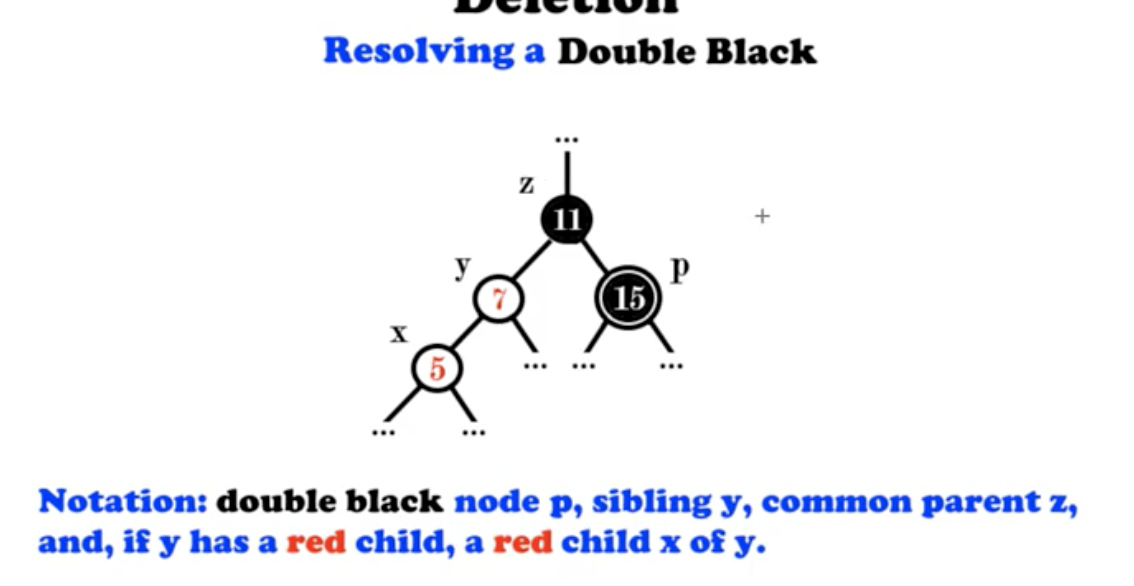 Deletion
Resolving a Double Black
...
z
11
y
p
7
15
x
5
... ... ...
... ...
Notation: double black node p, sibling y, common parent z,
and, if y has a red child, a red child x of y.